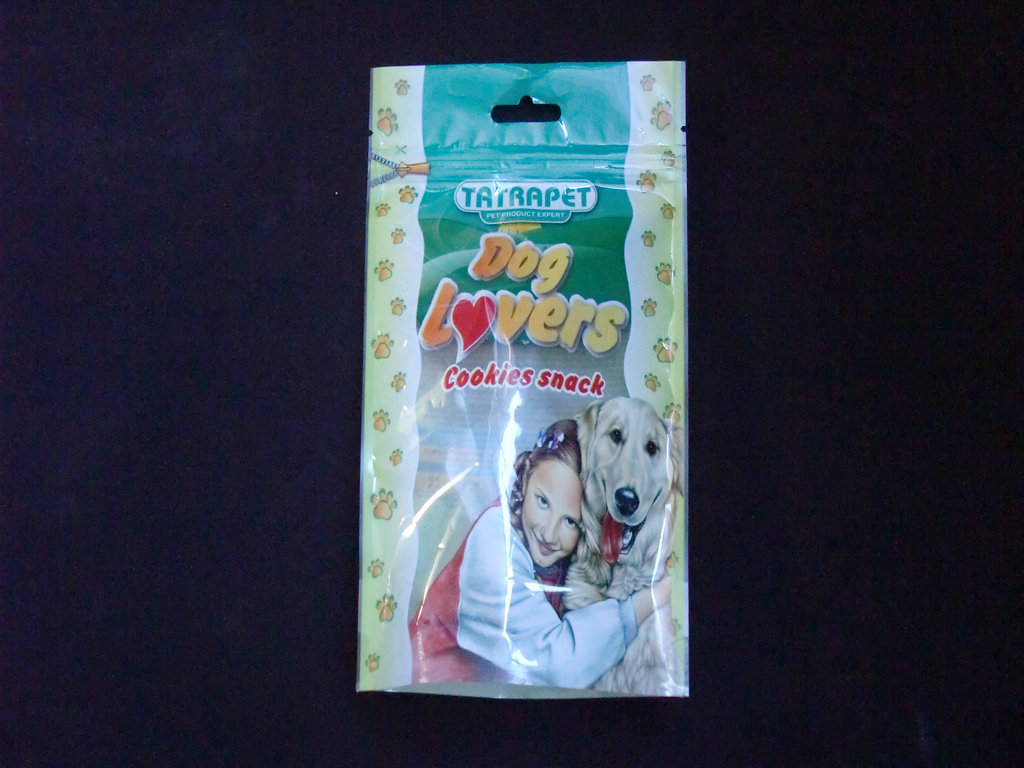 TATRAPET
PET PRODUCT EXPERT
Dog
Lovers
Cookies snack